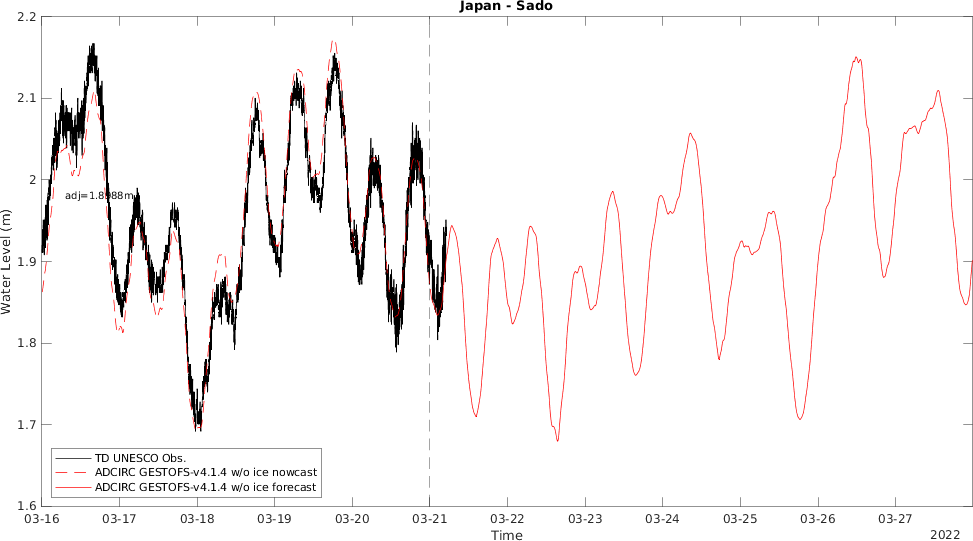 Japan - Sado
2.2
2.1
2
1.9
1.8
1.7
1.6
Water Level (m)
adj=1.8988m
TD UNESCO Obs.
ADCIRC GESTOFS-v4.1.4 w/o ice nowcast
ADCIRC GESTOFS-v4.1.4 w/o ice forecast
03-16 03-17 03-18 03-19 03-20 03-21 03-22 03-23 03-24 03-25 03-26 03-27
Time
2022